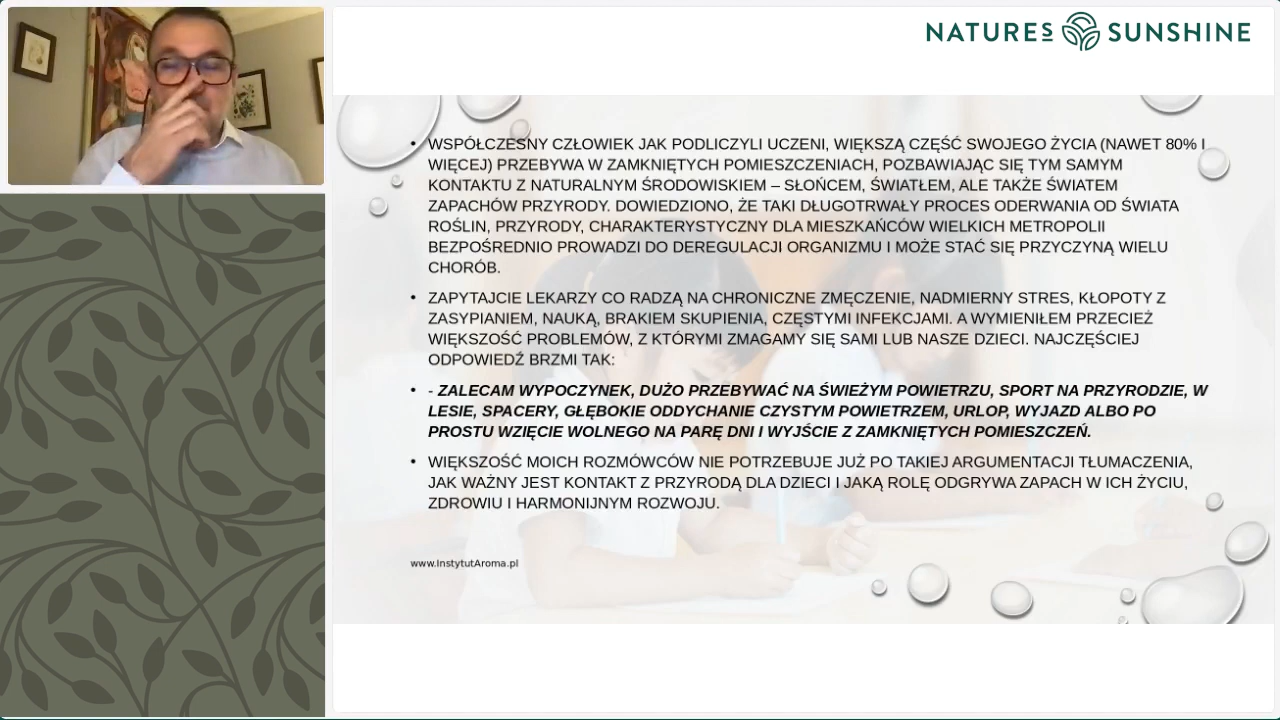 NATURE'S SUNSHINE
• WSPÓŁCZESNY CZŁOWIEK JAK PODLICZYLI UCZENI, WIĘKSZĄ CZĘŚĆ SWOJEGO ŻYCIA (NAWET 80% I
WIĘCEJ) PRZEBYWA W ZAMKNIĘTYCH POMIESZCZENIACH, POZBAWIAJĄC SIĘ TYM SAMYM
KONTAKTU Z NATURALNYM ŚRODOWISKIEM – SŁOŃCEM, ŚWIATŁEM, ALE TAKŻE ŚWIATEM
ZAPACHÓW PRZYRODY. DOWIEDZIONO, ŻE TAKI DŁUGOTRWAŁY PROCES ODERWANIA OD ŚWIATA
ROŚLIN, PRZYRODY, CHARAKTERYSTYCZNY DLA MIESZKAŃCÓW WIELKICH METROPOLII
BEZPOŚREDNIO PROWADZI DO DEREGULACJI ORGANIZMU I MOŻE STAĆ SIĘ PRZYCZYNĄ WIELU
CHORÓB.
• ZAPYTAJCIE LEKARZY CO RADZĄ NA CHRONICZNE ZMĘCZENIE, NADMIERNY STRES, KŁOPOTY Z
ZASYPIANIEM, NAUKĄ, BRAKIEM SKUPIENIA, CZĘSTYMI INFEKCJAMI. A WYMIENIŁEM PRZECIEŻ
WIĘKSZOŚĆ PROBLEMÓW, Z KTÓRYMI ZMAGAMY SIĘ SAMI LUB NASZE DZIECI. NAJCZĘŚCIEJ
ODPOWIEDŹ BRZMI TAK:
• - ZALECAM WYPOCZYNEK, DUŻO PRZEBYWAĆ NA ŚWIEŻYM POWIETRZU, SPORT NA PRZYRODZIE, W
LESIE, SPACERY, GŁĘBOKIE ODDYCHANIE CZYSTYM POWIETRZEM, URLOP, WYJAZD ALBO PO
PROSTU WZIĘCIE WOLNEGO NA PARĘ DNI I WYJŚCIE Z ZAMKNIĘTYCH POMIESZCZEŃ.
• WIĘKSZOŚĆ MOICH ROZMÓWCÓW NIE POTRZEBUJE JUŻ PO TAKIEJ ARGUMENTACJI TŁUMACZENIA,
JAK WAŻNY JEST KONTAKT Z PRZYRODĄ DLA DZIECI I JAKĄ ROLĘ ODGRYWA ZAPACH W ICH ŻYCIU,
ZDROWIU I HARMONIJNYM ROZWOJU.
www.InstytutAroma.pl